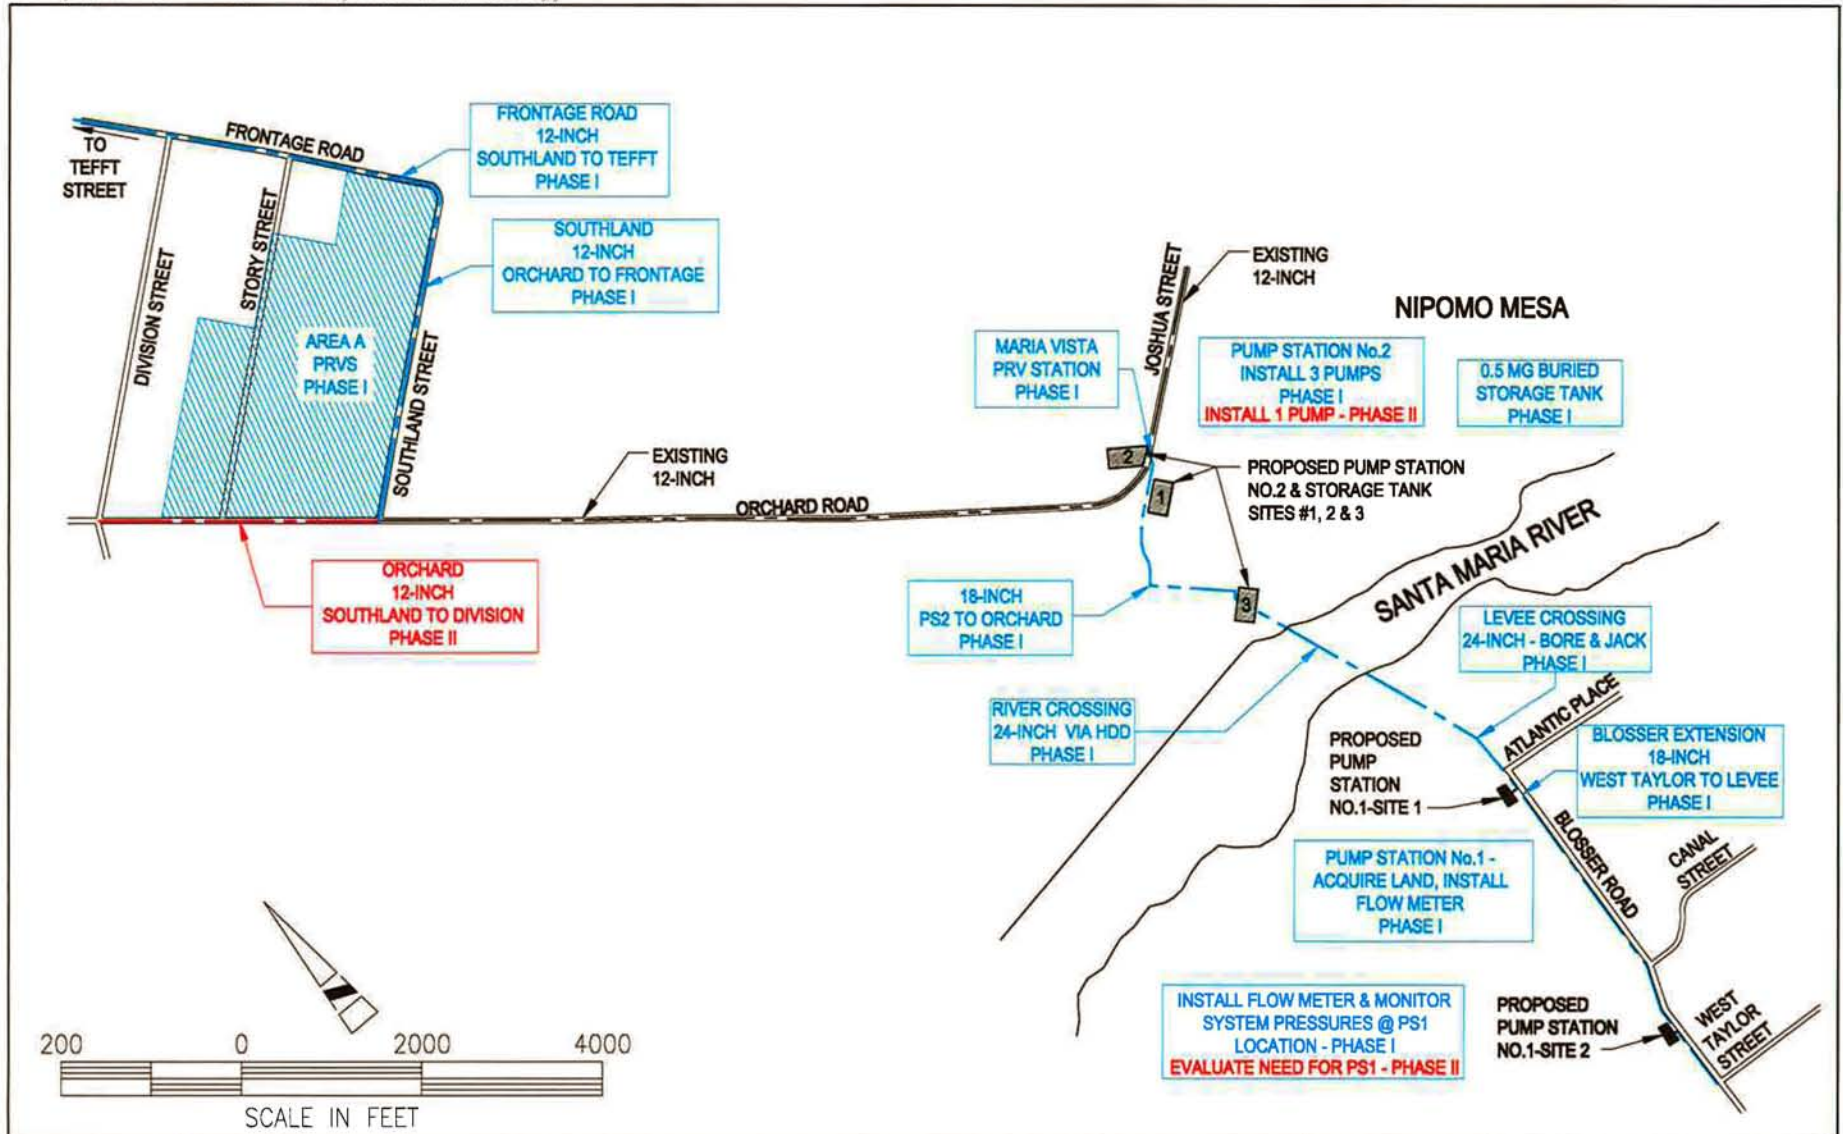 FRONTAGE ROAD
12-INCH
SOUTHLAND TO TEFFT
PHASE I
FRONTAGE ROAD
TO
TEFFT
STREET
SOUTHLAND
12-INCH
ORCHARD TO FRONTAGE
PHASE I
DIVISION STREET
STORY STREET
AREA A
PRVS
PHASE I
SOUTHLAND STREET
JOSHUA STREET
EXISTING
12-INCH
NIPOMO MESA
MARIA VISTA
PRV STATION
PHASE I
PUMP STATION No.2
INSTALL 3 PUMPS
PHASE I
INSTALL 1 PUMP - PHASE II
0.5 MG BURIED
STORAGE TANK
PHASE I
EXISTING
12-INCH
ORCHARD ROAD
2
1
PROPOSED PUMP STATION
NO.2 & STORAGE TANK
SITES #1, 2 & 3
ORCHARD
12-INCH
SOUTHLAND TO DIVISION
PHASE II
18-INCH
PS2 TO ORCHARD
PHASE I
3
SANTA MARIA RIVER
LEVEE CROSSING
24-INCH - BORE & JACK
PHASE I
RIVER CROSSING
24-INCH VIA HDD
PHASE I
ATLANTIC PLACE
PROPOSED
PUMP
STATION
NO.1-SITE 1
BLOSSER EXTENSION
18-INCH
WEST TAYLOR TO LEVEE
PHASE I
BLOSSER ROAD
CANAL
STREET
PUMP STATION No.1 -
ACQUIRE LAND, INSTALL
FLOW METER
PHASE I
INSTALL FLOW METER & MONITOR
SYSTEM PRESSURES @ PS1
LOCATION - PHASE I
EVALUATE NEED FOR PS1 - PHASE II
PROPOSED
PUMP STATION
NO.1-SITE 2
WEST
TAYLOR
STREET
200 0 2000 4000
SCALE IN FEET